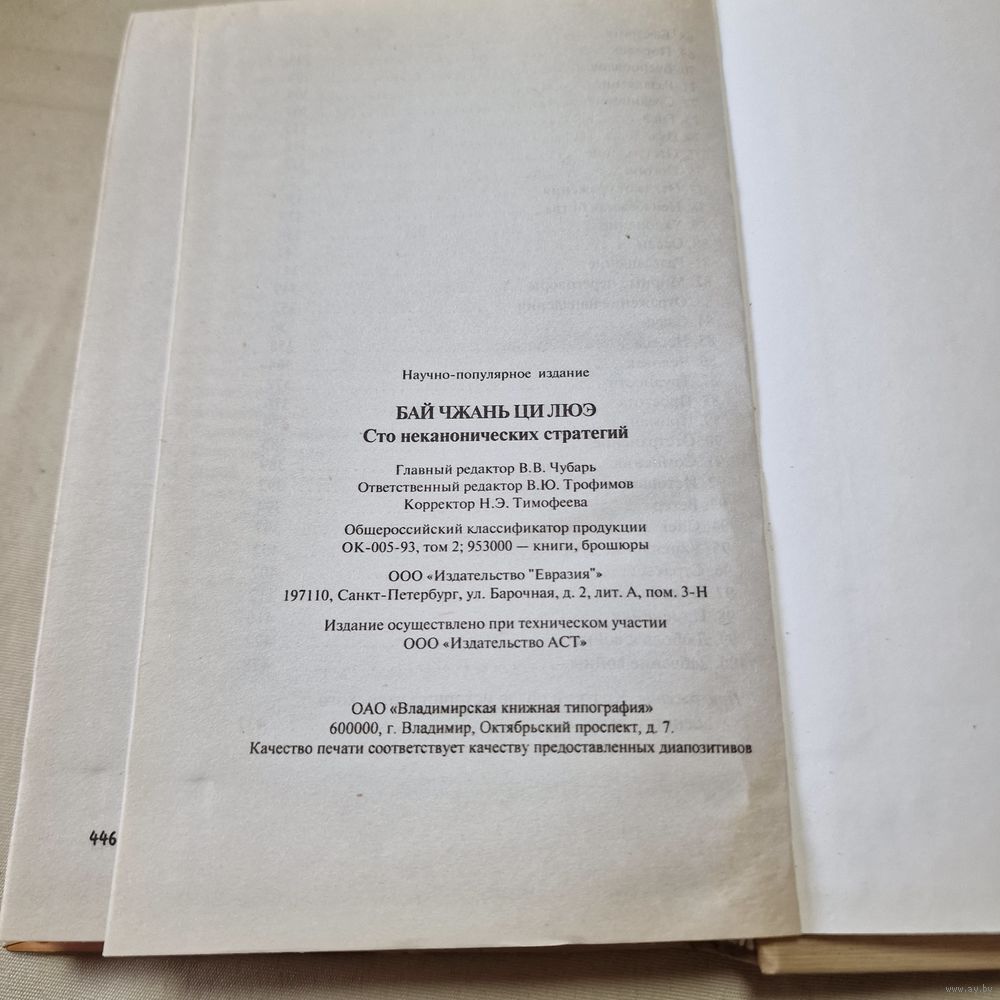 Научно-популярное издание
БАЙ ЧЖАНЬ ЦИ ЛЮЭ
Сто неканонических стратегий
Главный редактор В.В. Чубарь
Ответственный редактор В.Ю. Трофимов
Корректор Н.Э. Тимофеева
Общероссийский классификатор продукции
ОК-005-93, том 2; 953000 — книги, брошюры
ООО «Издательство "Евразия"»
197110, Санкт-Петербург, ул. Барочная, д. 2, лит. А, пом. 3-Н
Издание осуществлено при техническом участии
ООО «Издательство АСТ»
ОАО «Владимирская книжная типография»
600000, г. Владимир, Октябрьский проспект, д. 7.
Качество печати соответствует качеству предоставленных диапозитивов
446
www.ay.by